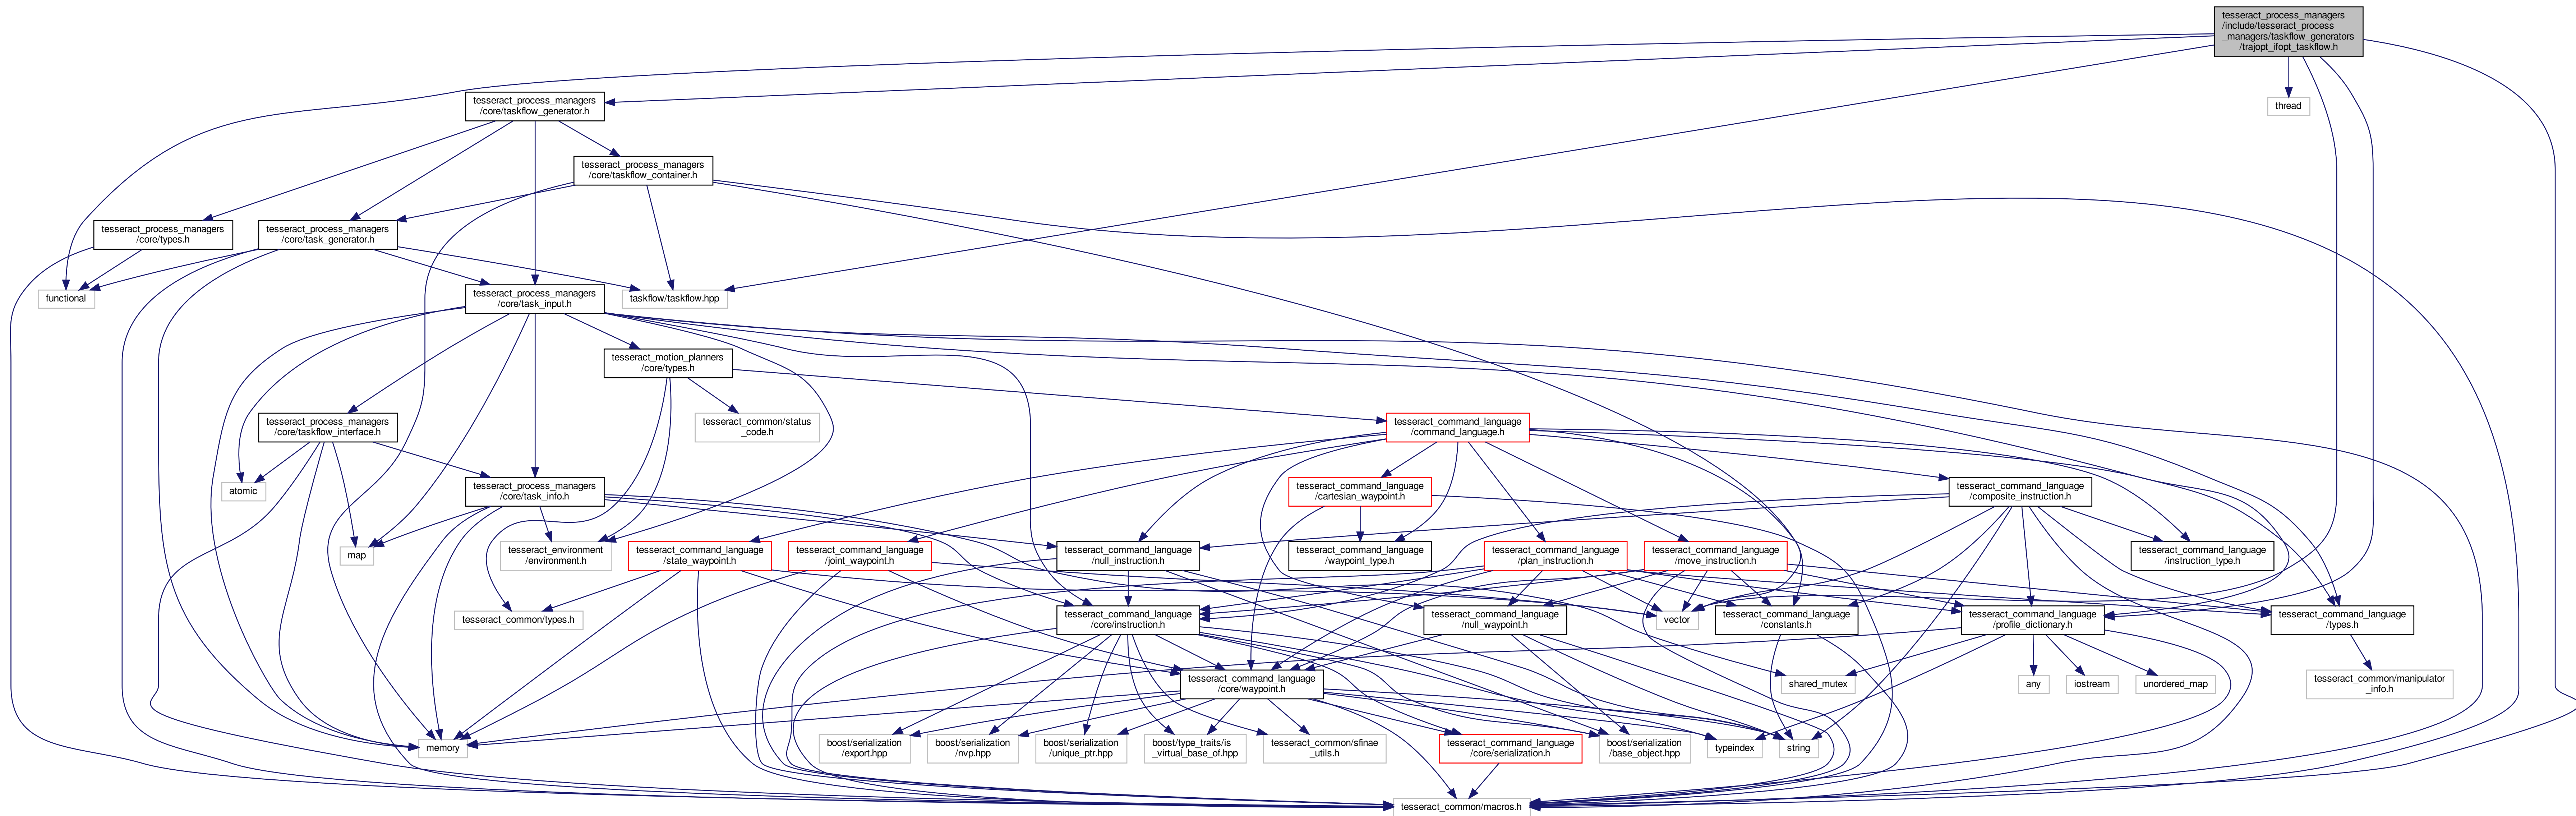 tesseract_process_managers
/include/tesseract_process
_managers/taskflow_generators
/trajopt_ifopt_taskflow.h
tesseract_process_managers
/core/taskflow_generator.h
thread
tesseract_process_managers
/core/taskflow_container.h
tesseract_process_managers
/core/types.h
tesseract_process_managers
/core/task_generator.h
functional
tesseract_process_managers
/core/task_input.h
taskflow/taskflow.hpp
tesseract_motion_planners
/core/types.h
tesseract_process_managers
/core/taskflow_interface.h
tesseract_common/status
_code.h
tesseract_command_language
/command_language.h
atomic
tesseract_process_managers
/core/task_info.h
tesseract_command_language
/cartesian_waypoint.h
tesseract_command_language
/composite_instruction.h
map
tesseract_environment
/environment.h
tesseract_command_language
/state_waypoint.h
tesseract_command_language
/joint_waypoint.h
tesseract_command_language
/null_instruction.h
tesseract_command_language
/waypoint_type.h
tesseract_command_language
/plan_instruction.h
tesseract_command_language
/move_instruction.h
tesseract_command_language
/instruction_type.h
tesseract_common/types.h
tesseract_command_language
/core/instruction.h
tesseract_command_language
/null_waypoint.h
vector
tesseract_command_language
/constants.h
tesseract_command_language
/profile_dictionary.h
tesseract_command_language
/types.h
tesseract_command_language
/core/waypoint.h
shared_mutex
any
iostream
unordered_map
tesseract_common/manipulator
_info.h
memory
boost/serialization
/export.hpp
boost/serialization
/nvp.hpp
boost/serialization
/unique_ptr.hpp
boost/type_traits/is
_virtual_base_of.hpp
tesseract_common/sfinae
_utils.h
tesseract_command_language
/core/serialization.h
boost/serialization
/base_object.hpp
typeindex
string
tesseract_common/macros.h